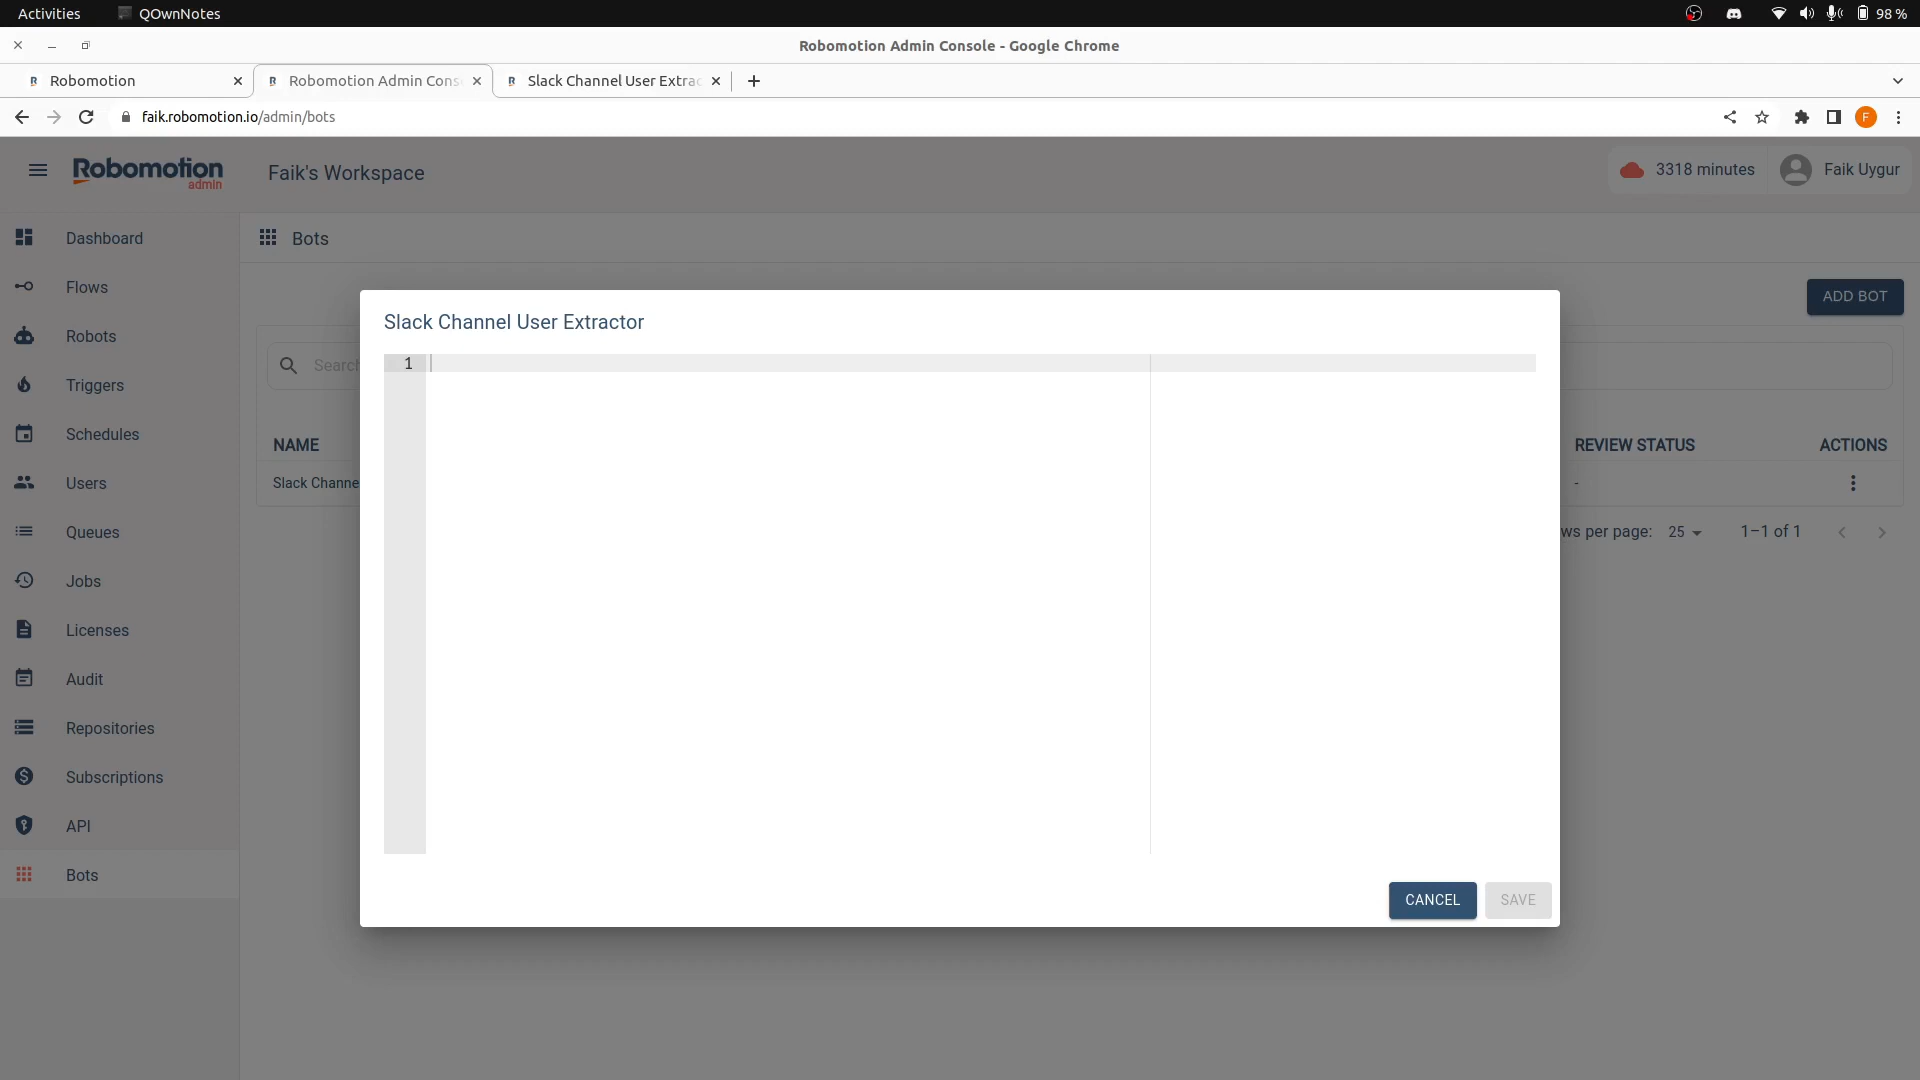 Activities
QOwnNotes
98 %
Robomotion Admin Console - Google Chrome
Robomotion
Robomotion Admin Cons
Slack Channel User Extrac
faik.robomotion.io/admin/bots
F
Robomotion
admin
Faik's Workspace
3318 minutes
Faik Uygur
Dashboard
Flows
Robots
Triggers
Schedules
Users
Queues
Jobs
Licenses
Audit
Repositories
Subscriptions
API
Bots
Bots
ADD BOT
Search
NAME
REVIEW STATUS
ACTIONS
Slack Channe
-
ws per page:
25
1–1 of 1
Slack Channel User Extractor
1
CANCEL
SAVE